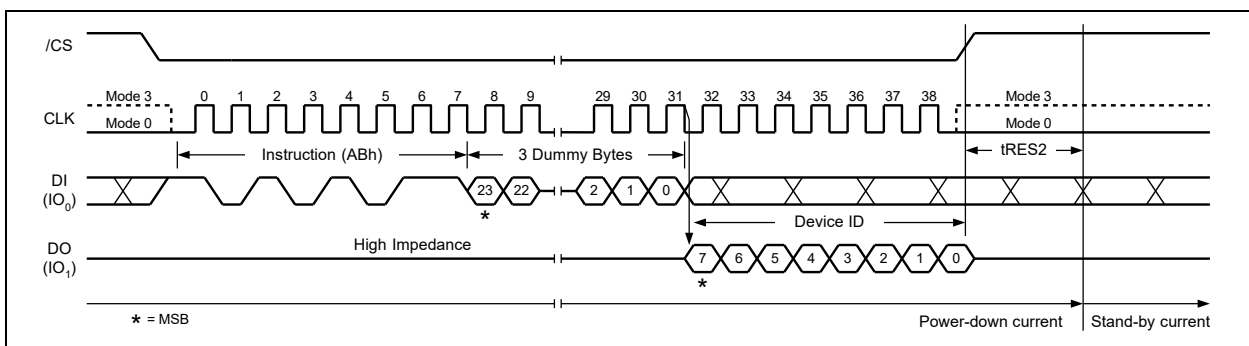 /CS
Mode 3 0 1 2 3 4 5 6 7 8 9 29 30 31 32 33 34 35 36 37 38 Mode 3
CLK
Mode 0 Mode 0
Instruction (ABh) 3 Dummy Bytes tRES2
DI
(IO0)
23 22 2 1 0
*
Device ID
High Impedance
DO
(IO1)
7 6 5 4 3 2 1 0
*
* = MSB
Power-down current Stand-by current